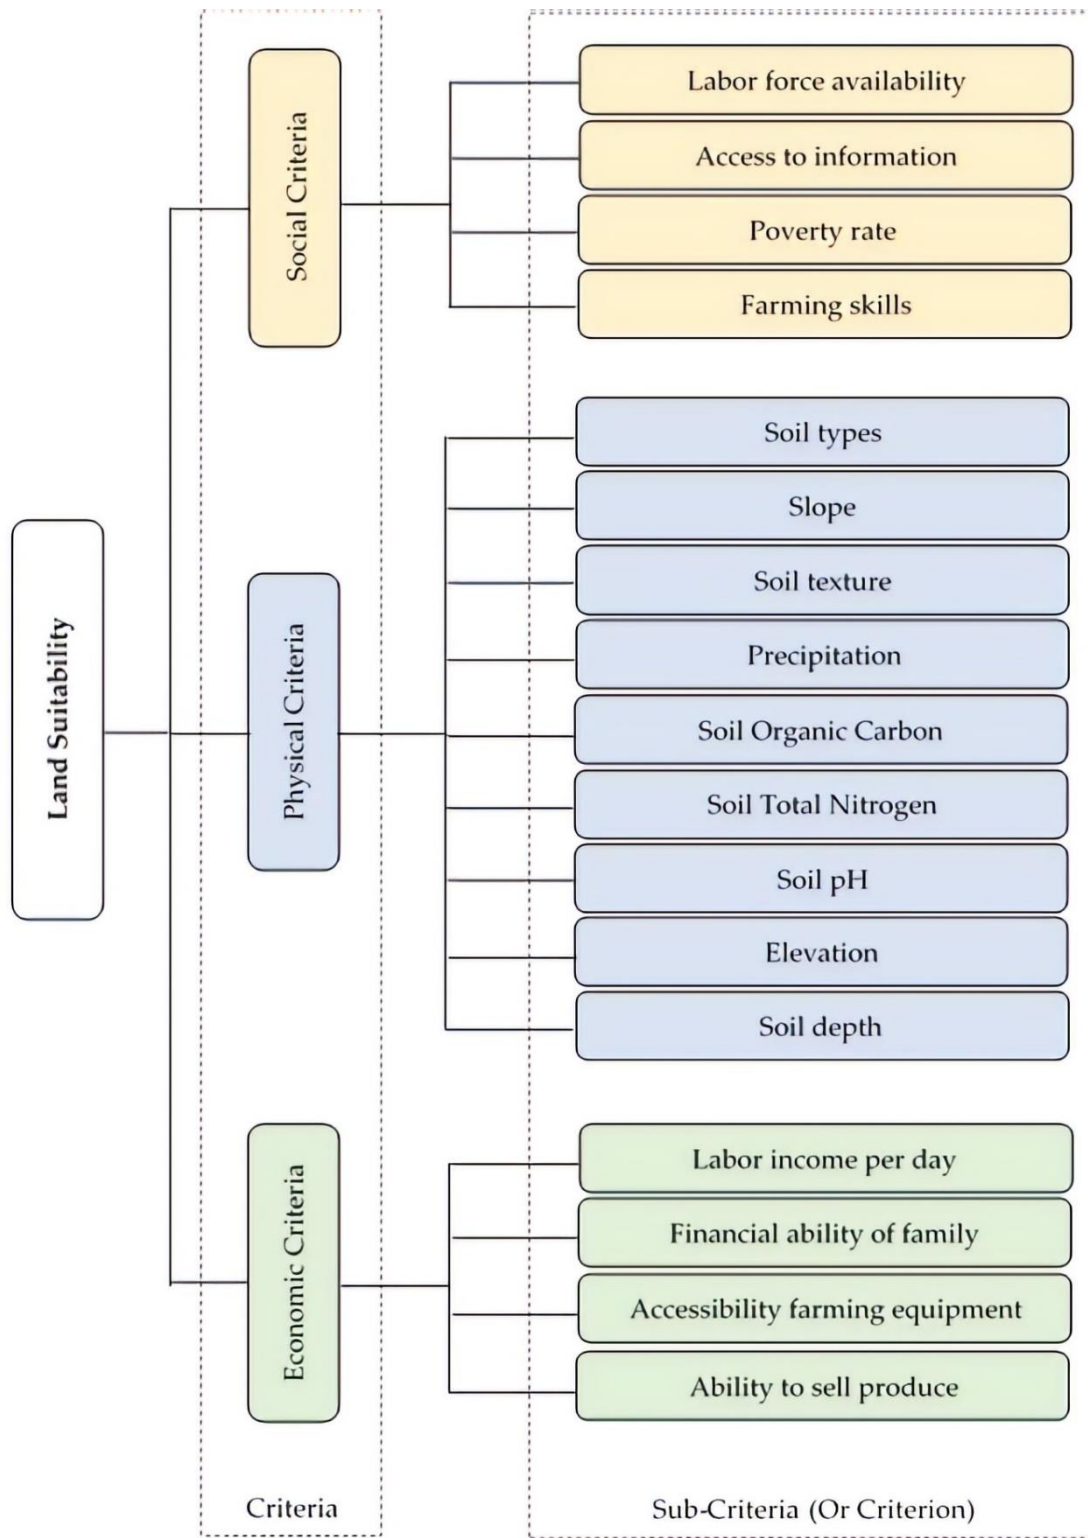 Land Suitability
Social Criteria
Labor force availability
Access to information
Poverty rate
Farming skills
Physical Criteria
Soil types
Slope
Soil texture
Precipitation
Soil Organic Carbon
Soil Total Nitrogen
Soil pH
Elevation
Soil depth
Economic Criteria
Labor income per day
Financial ability of family
Accessibility farming equipment
Ability to sell produce
Criteria
Sub-Criteria (Or Criterion)